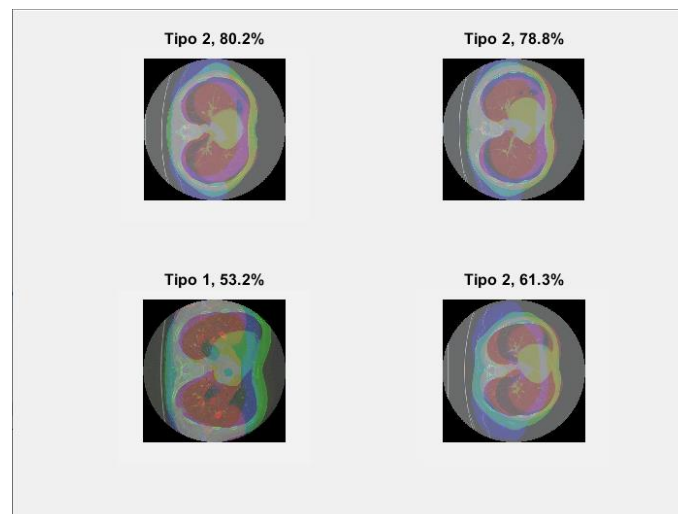 Tipo 2, 80.2%
Tipo 2, 78.8%
Tipo 1, 53.2%
Tipo 2, 61.3%